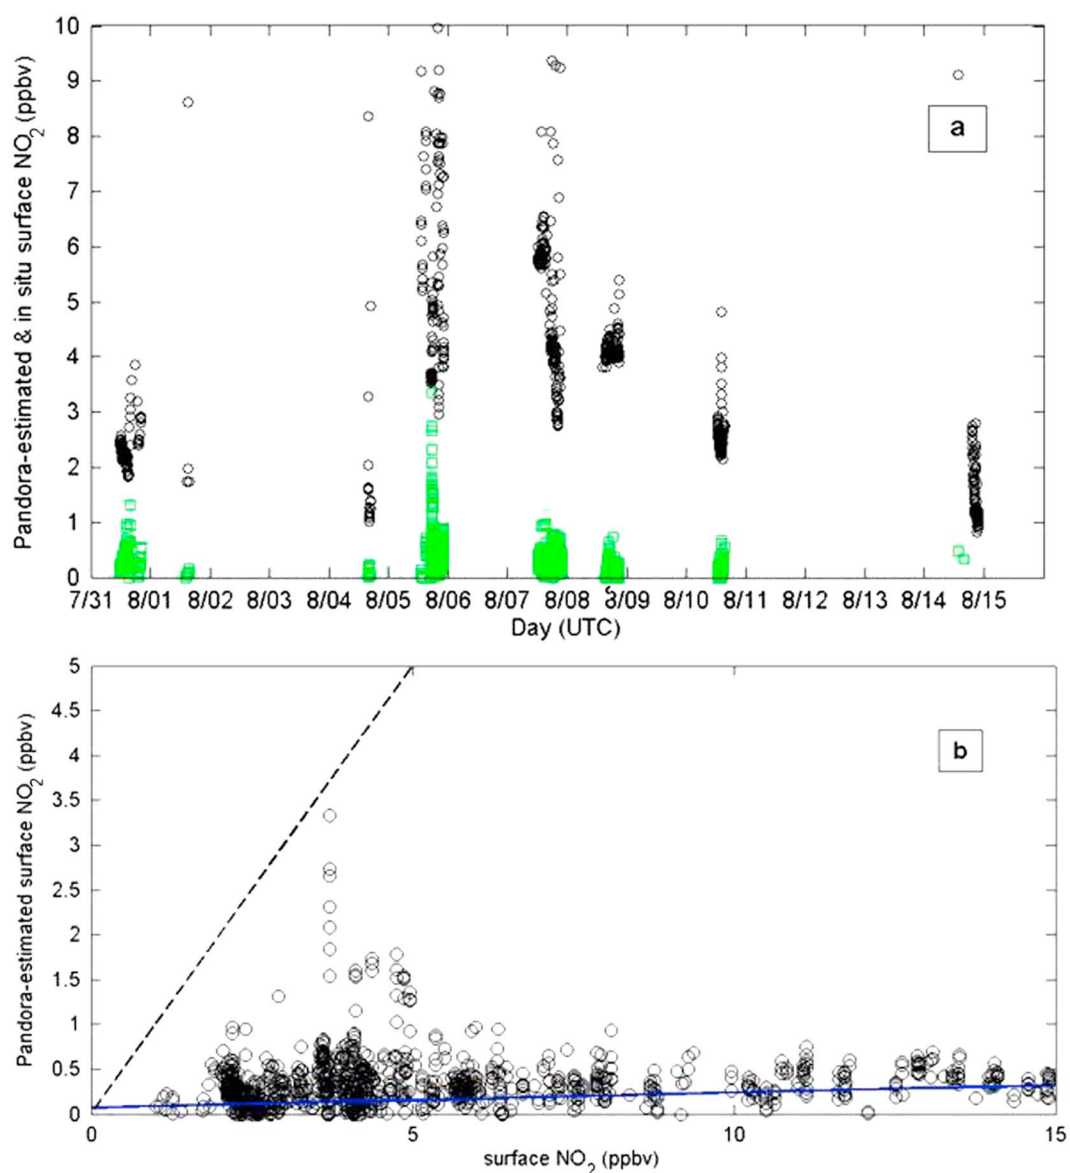 10
9
8
7
6
5
4
3
2
1
0
Pandora-estimated & in situ surface NO2 (ppbv)
a
7/31 8/01 8/02 8/03 8/04 8/05 8/06 8/07 8/08 8/09 8/10 8/11 8/12 8/13 8/14 8/15
Day (UTC)
5
4.5
4
3.5
3
2.5
2
1.5
1
0.5
0
Pandora-estimated surface NO2 (ppbv)
b
0 5 10 15
surface NO2 (ppbv)